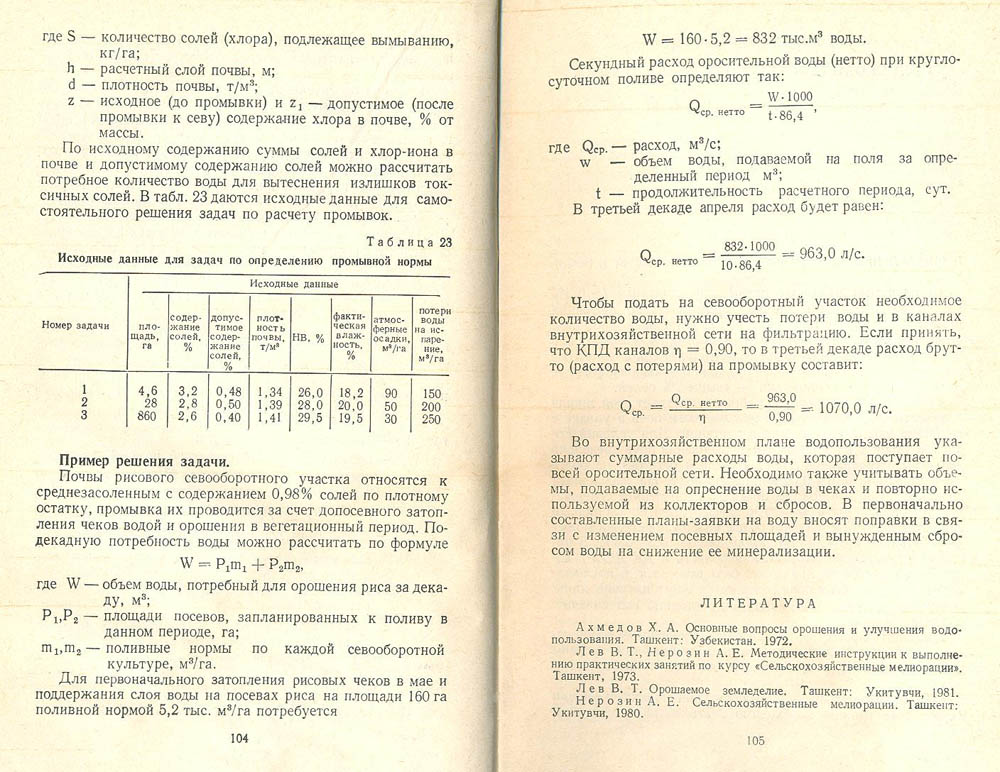 где S — количество солей (хлора), подлежащее вымыванию,
кг/га;
h — расчетный слой почвы, м;
d — плотность почвы, т/м³;
z — исходное (до промывки) и z₁ — допустимое (после
промывки к севу) содержание хлора в почве, % от
массы.
По исходному содержанию суммы солей и хлор-иона в
почве и допустимому содержанию солей можно рассчитать
потребное количество воды для вытеснения излишков ток-
сичных солей. В табл. 23 даются исходные данные для само-
стоятельного решения задач по расчету промывок.
Таблица 23
Исходные данные для задач по определению промывной нормы
Номер задачи
Исходные данные
пло-
щадь,
га
содер-
жание
солей,
%
допус-
тимое
содер-
жание
солей,
%
плот-
ность
почвы,
т/м³
НВ, %
факти-
ческая
влаж-
ность,
%
атмос-
ферные
осадки,
м³/га
потери
воды
на ис-
паре-
ние,
м³/га
1 4,6 3,2 0,48 1,34 26,0 18,2 90 150
2 28 2,8 0,50 1,39 28,0 20,0 50 200
3 860 2,6 0,40 1,41 29,5 19,5 30 250
Пример решения задачи.
Почвы рисового севооборотного участка относятся к
среднезасоленным с содержанием 0,98% солей по плотному
остатку, промывка их проводится за счет допосевного затоп-
ления чеков водой и орошения в вегетационный период. По-
декадную потребность воды можно рассчитать по формуле
W = P₁m₁ + P₂m₂,
где W — объем воды, потребный для орошения риса за дека-
ду, м³;
P₁,P₂ — площади посевов, запланированных к поливу в
данном периоде, га;
m₁,m₂ — поливные нормы по каждой севооборотной
культуре, м³/га.
Для первоначального затопления рисовых чеков в мае и
поддержания слоя воды на посевах риса на площади 160 га
поливной нормой 5,2 тыс. м³/га потребуется
104
W = 160·5,2 = 832 тыс.м³ воды.
Секундный расход оросительной воды (нетто) при кругло-
суточном поливе определяют так:
Qср. нетто = W·1000 / t·86,4 ,
где Qср. — расход, м³/с;
w — объем воды, подаваемой на поля за опре-
деленный период м³;
t — продолжительность расчетного периода, сут.
В третьей декаде апреля расход будет равен:
Qср. нетто = 832·1000 / 10·86,4 = 963,0 л/с.
Чтобы подать на севооборотный участок необходимое
количество воды, нужно учесть потери воды и в каналах
внутрихозяйственной сети на фильтрацию. Если принять,
что КПД каналов η = 0,90, то в третьей декаде расход брут-
то (расход с потерями) на промывку составит:
Qср. = Qср. нетто / η = 963,0 / 0,90 = 1070,0 л/с.
Во внутрихозяйственном плане водопользования ука-
зывают суммарные расходы воды, которая поступает по-
всей оросительной сети. Необходимо также учитывать объе-
мы, подаваемые на опреснение воды в чеках и повторно ис-
пользуемой из коллекторов и сбросов. В первоначально
составленные планы-заявки на воду вносят поправки в свя-
зи с изменением посевных площадей и вынужденным сбро-
сом воды на снижение ее минерализации.
ЛИТЕРАТУРА
Ахмедов Х. А. Основные вопросы орошения и улучшения водо-
пользования. Ташкент: Узбекистан. 1972.
Лев В. Т., Нерозин А. Е. Методические инструкции к выполне-
нию практических занятий по курсу «Сельскохозяйственные мелиорации».
Ташкент, 1973.
Лев В. Т. Орошаемое земледелие. Ташкент: Укитувчи, 1981.
Нерозин А. Е. Сельскохозяйственные мелиорации. Ташкент:
Укитувчи, 1980.
105